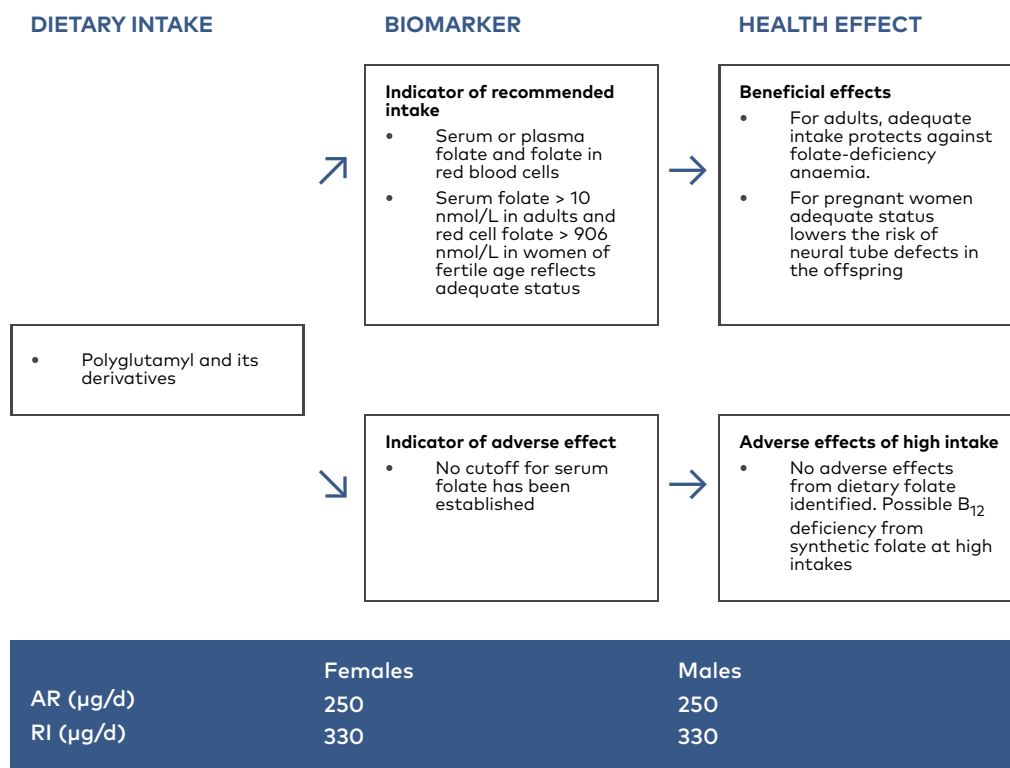 DIETARY INTAKE
BIOMARKER
HEALTH EFFECT
Indicator of recommended
intake
• Serum or plasma
folate and folate in
red blood cells
• Serum folate > 10
nmol/L in adults and
red cell folate > 906
nmol/L in women of
fertile age reflects
adequate status
Beneficial effects
• For adults, adequate
intake protects against
folate-deficiency
anaemia.
• For pregnant women
adequate status
lowers the risk of
neural tube defects in
the offspring
• Polyglutamyl and its
derivatives
Indicator of adverse effect
• No cutoff for serum
folate has been
established
Adverse effects of high intake
• No adverse effects
from dietary folate
identified. Possible B12
deficiency from
synthetic folate at high
intakes
Females Males
AR (µg/d) 250 250
RI (µg/d) 330 330